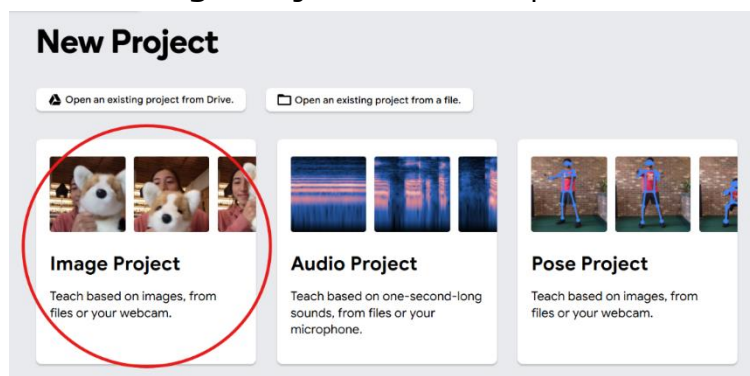 New Project
Open an existing project from Drive.
Open an existing project from a file.
Image Project
Teach based on images, from
files or your webcam.
Audio Project
Teach based on one-second-long
sounds, from files or your
microphone.
Pose Project
Teach based on images, from
files or your webcam.